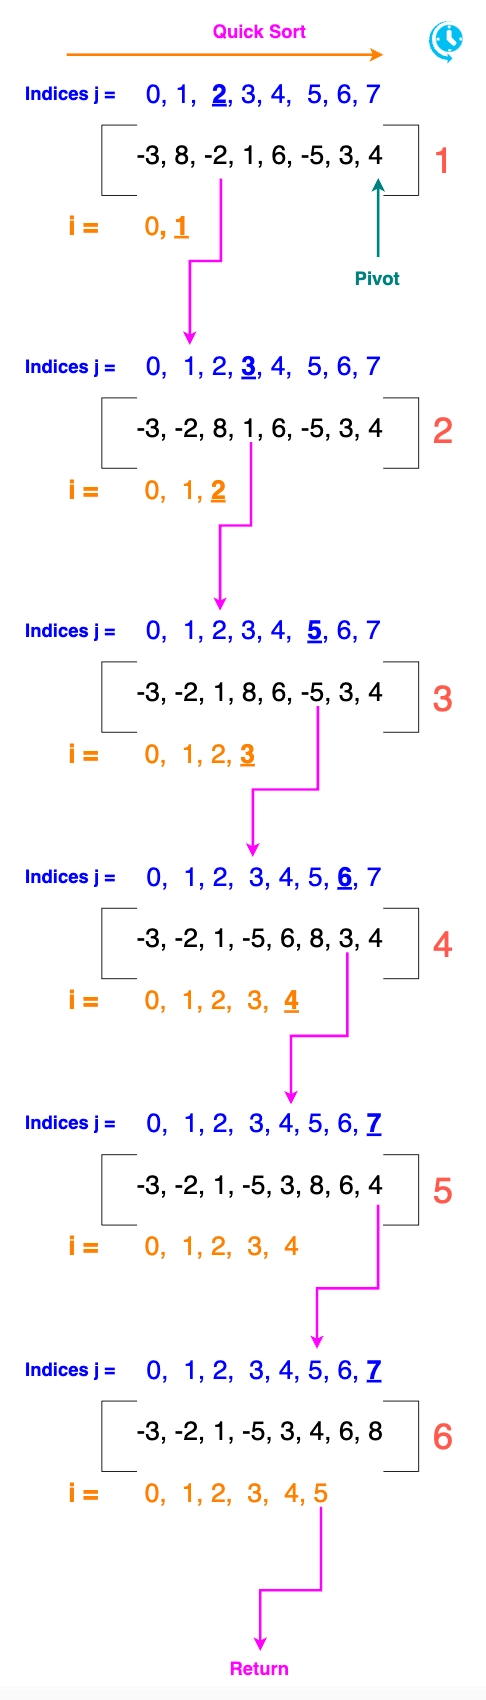 Quick Sort
Indices j = 0, 1, 2, 3, 4, 5, 6, 7
-3, 8, -2, 1, 6, -5, 3, 4 1
i = 0, 1
Pivot
Indices j = 0, 1, 2, 3, 4, 5, 6, 7
-3, -2, 8, 1, 6, -5, 3, 4 2
i = 0, 1, 2
Indices j = 0, 1, 2, 3, 4, 5, 6, 7
-3, -2, 1, 8, 6, -5, 3, 4 3
i = 0, 1, 2, 3
Indices j = 0, 1, 2, 3, 4, 5, 6, 7
-3, -2, 1, -5, 6, 8, 3, 4 4
i = 0, 1, 2, 3, 4
Indices j = 0, 1, 2, 3, 4, 5, 6, 7
-3, -2, 1, -5, 3, 8, 6, 4 5
i = 0, 1, 2, 3, 4
Indices j = 0, 1, 2, 3, 4, 5, 6, 7
-3, -2, 1, -5, 3, 4, 6, 8 6
i = 0, 1, 2, 3, 4, 5
Return